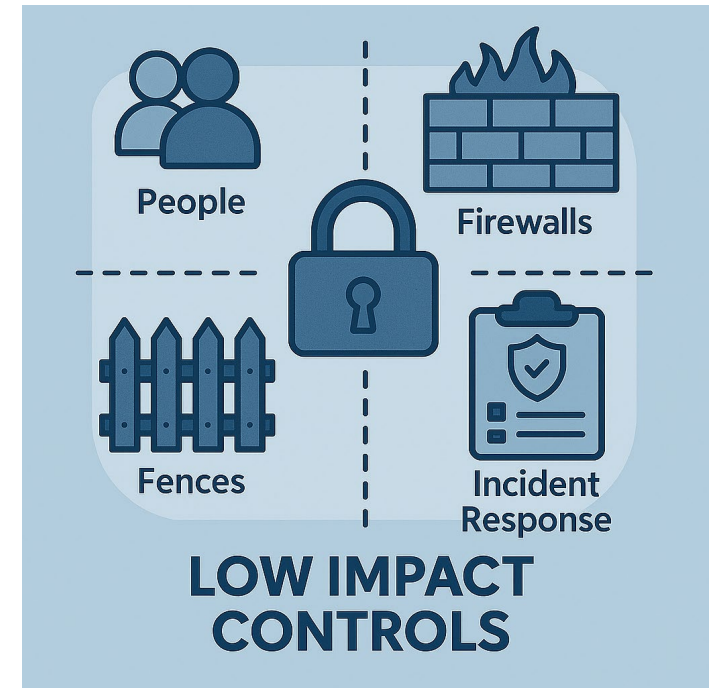 People
Firewalls
Fences
Incident
Response
LOW IMPACT
CONTROLS